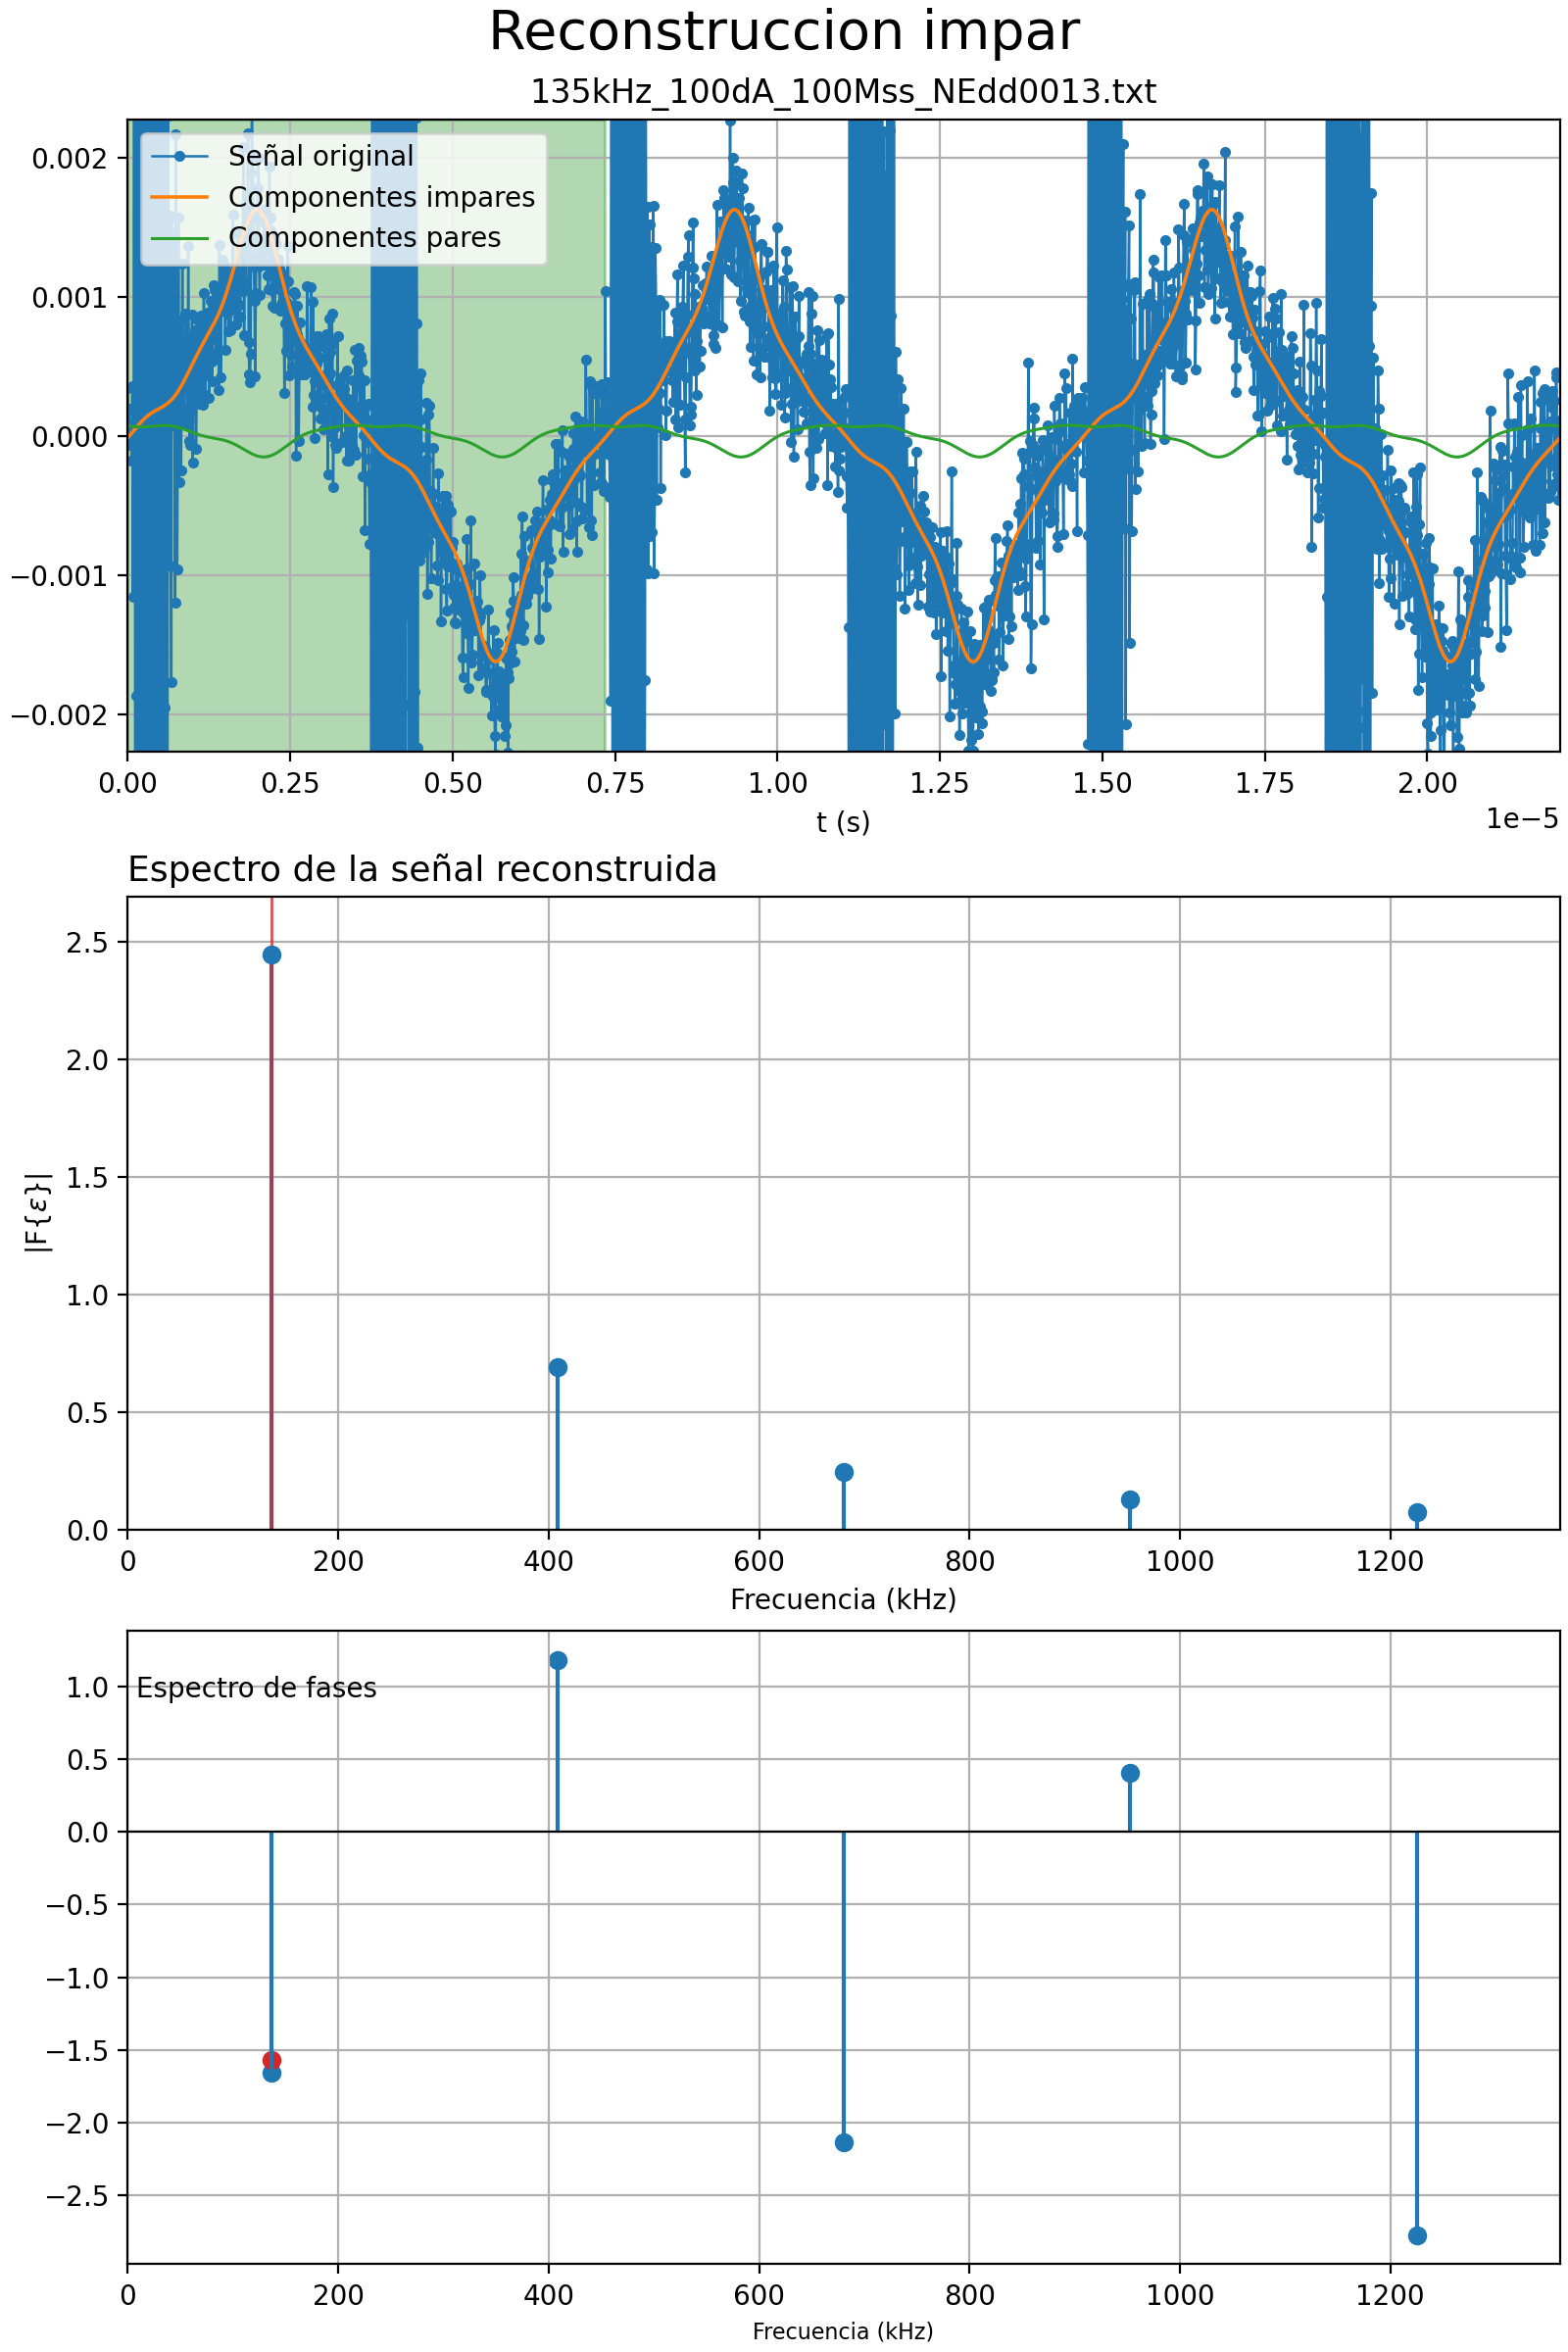 Reconstruccion impar
135kHz_100dA_100Mss_NEdd0013.txt
Señal original
Componentes impares
Componentes pares
0.002
0.001
0.000
−0.001
−0.002
0.00 0.25 0.50 0.75 1.00 1.25 1.50 1.75 2.00
1e−5
t (s)
Espectro de la señal reconstruida
2.5
2.0
1.5
1.0
0.5
0.0
|F{ε}|
0 200 400 600 800 1000 1200
Frecuencia (kHz)
Espectro de fases
1.0
0.5
0.0
−0.5
−1.0
−1.5
−2.0
−2.5
0 200 400 600 800 1000 1200
Frecuencia (kHz)